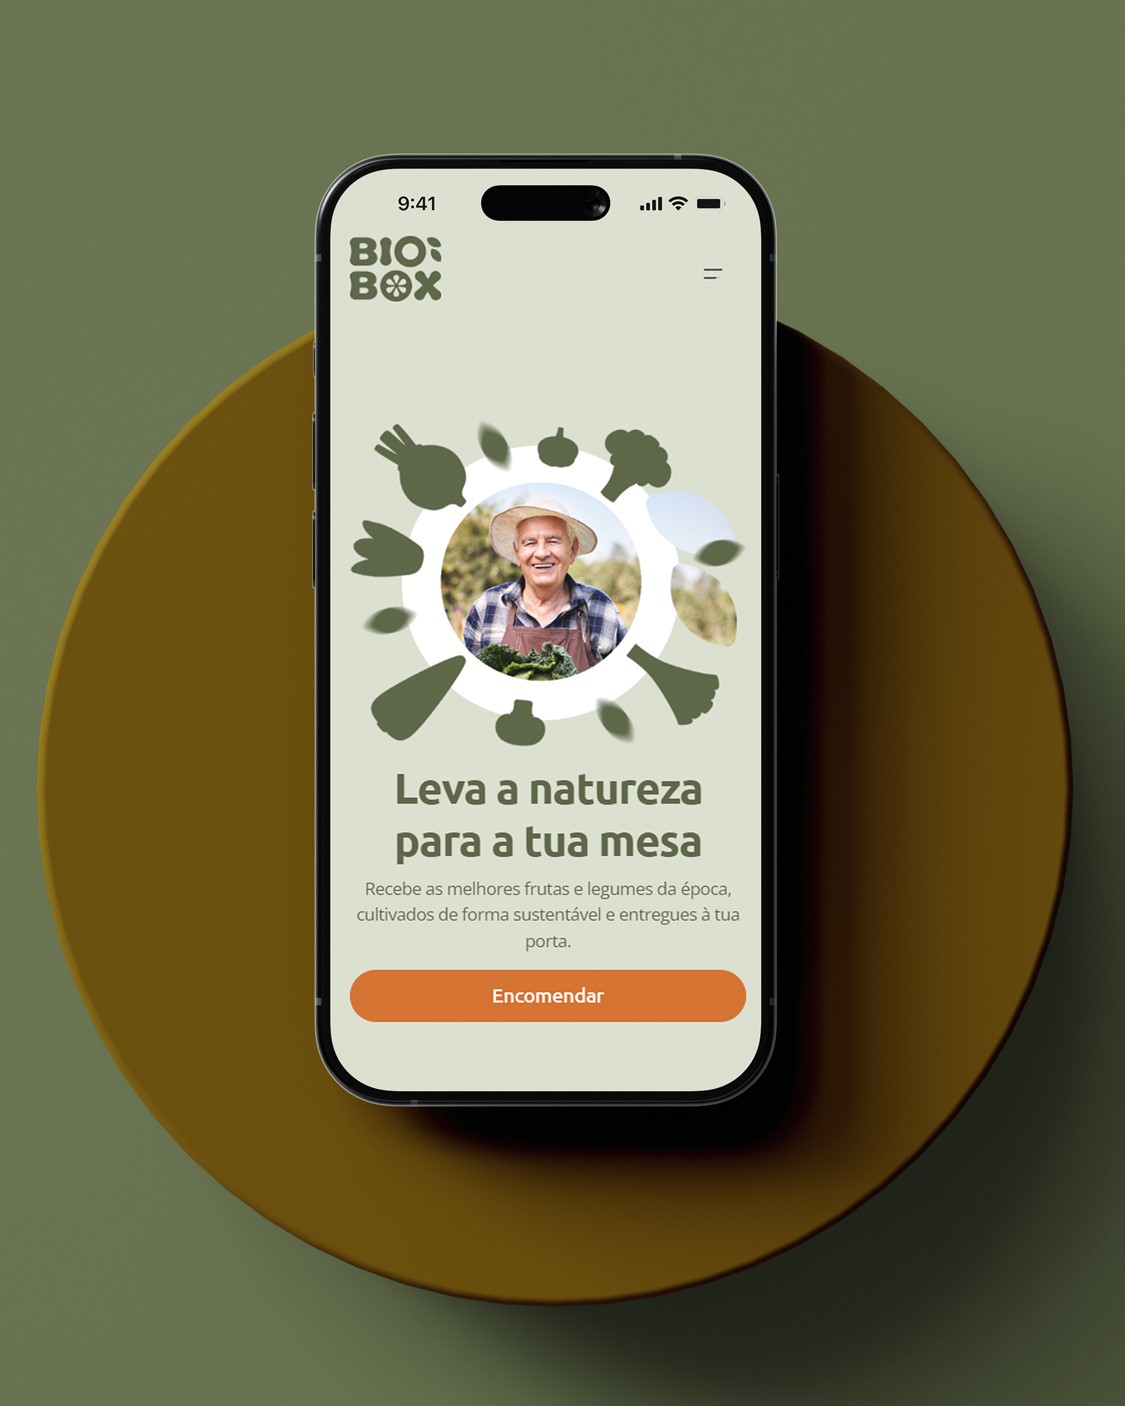 9:41
BIO
BOX
Leva a natureza
para a tua mesa
Recebe as melhores frutas e legumes da época,
cultivados de forma sustentável e entregues à tua
porta.
Encomendar